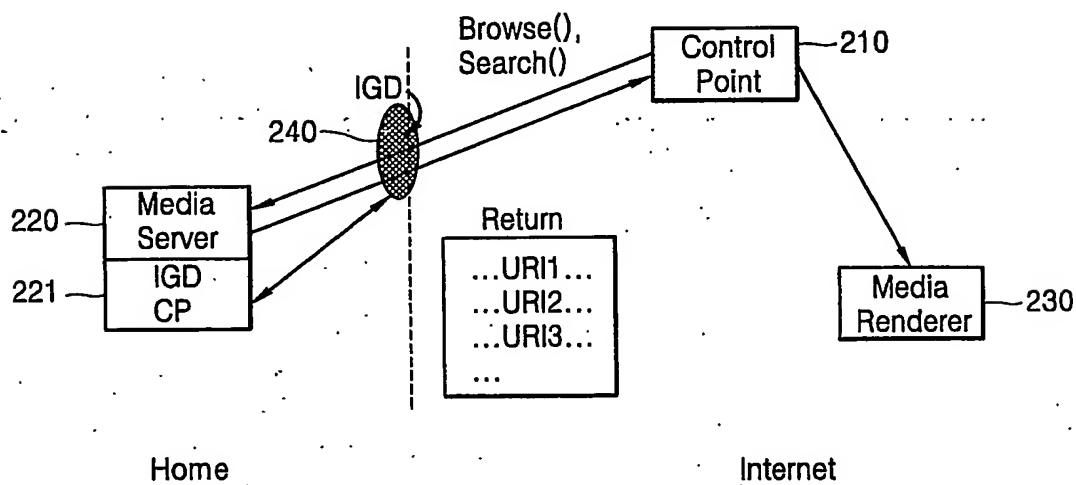 Browse(),
Search()
Control
Point
210
IGD
240
220
Media
Server
221
IGD
CP
Return
...URI1...
...URI2...
...URI3...
...
Media
Renderer
230
Home
Internet